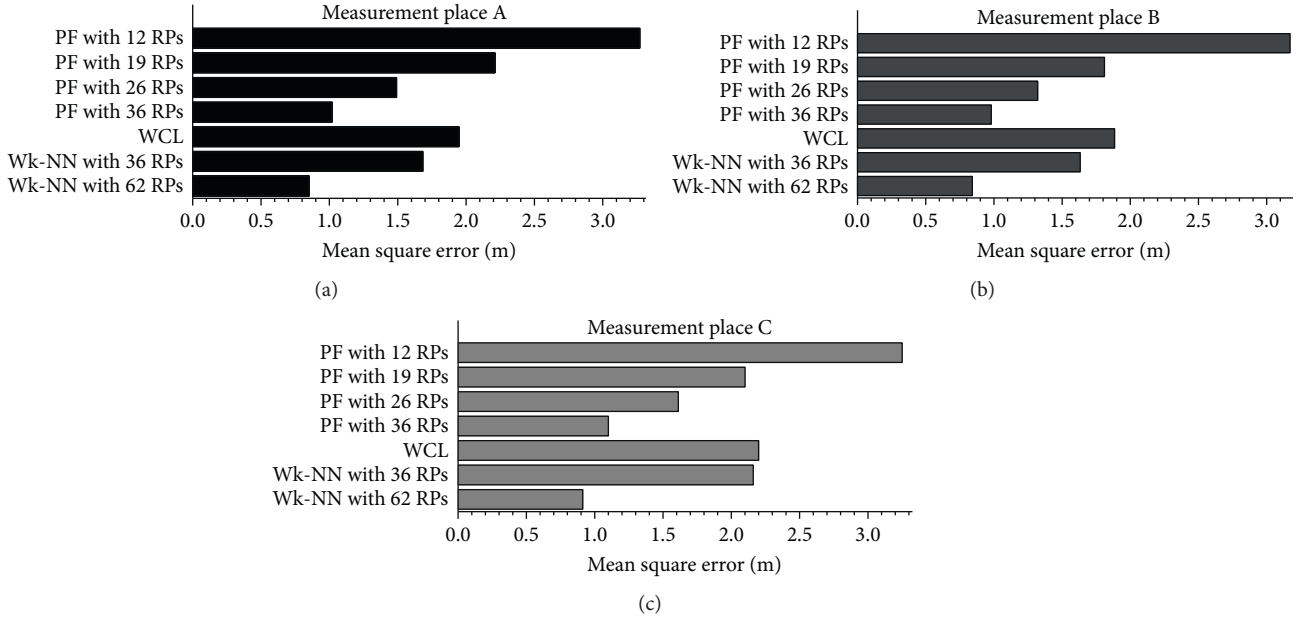 Measurement place A
PF with 12 RPs
PF with 19 RPs
PF with 26 RPs
PF with 36 RPs
WCL
Wk-NN with 36 RPs
Wk-NN with 62 RPs
0.0 0.5 1.0 1.5 2.0 2.5 3.0
Mean square error (m)
(a)
Measurement place B
PF with 12 RPs
PF with 19 RPs
PF with 26 RPs
PF with 36 RPs
WCL
Wk-NN with 36 RPs
Wk-NN with 62 RPs
0.0 0.5 1.0 1.5 2.0 2.5 3.0
Mean square error (m)
(b)
Measurement place C
PF with 12 RPs
PF with 19 RPs
PF with 26 RPs
PF with 36 RPs
WCL
Wk-NN with 36 RPs
Wk-NN with 62 RPs
0.0 0.5 1.0 1.5 2.0 2.5 3.0
Mean square error (m)
(c)